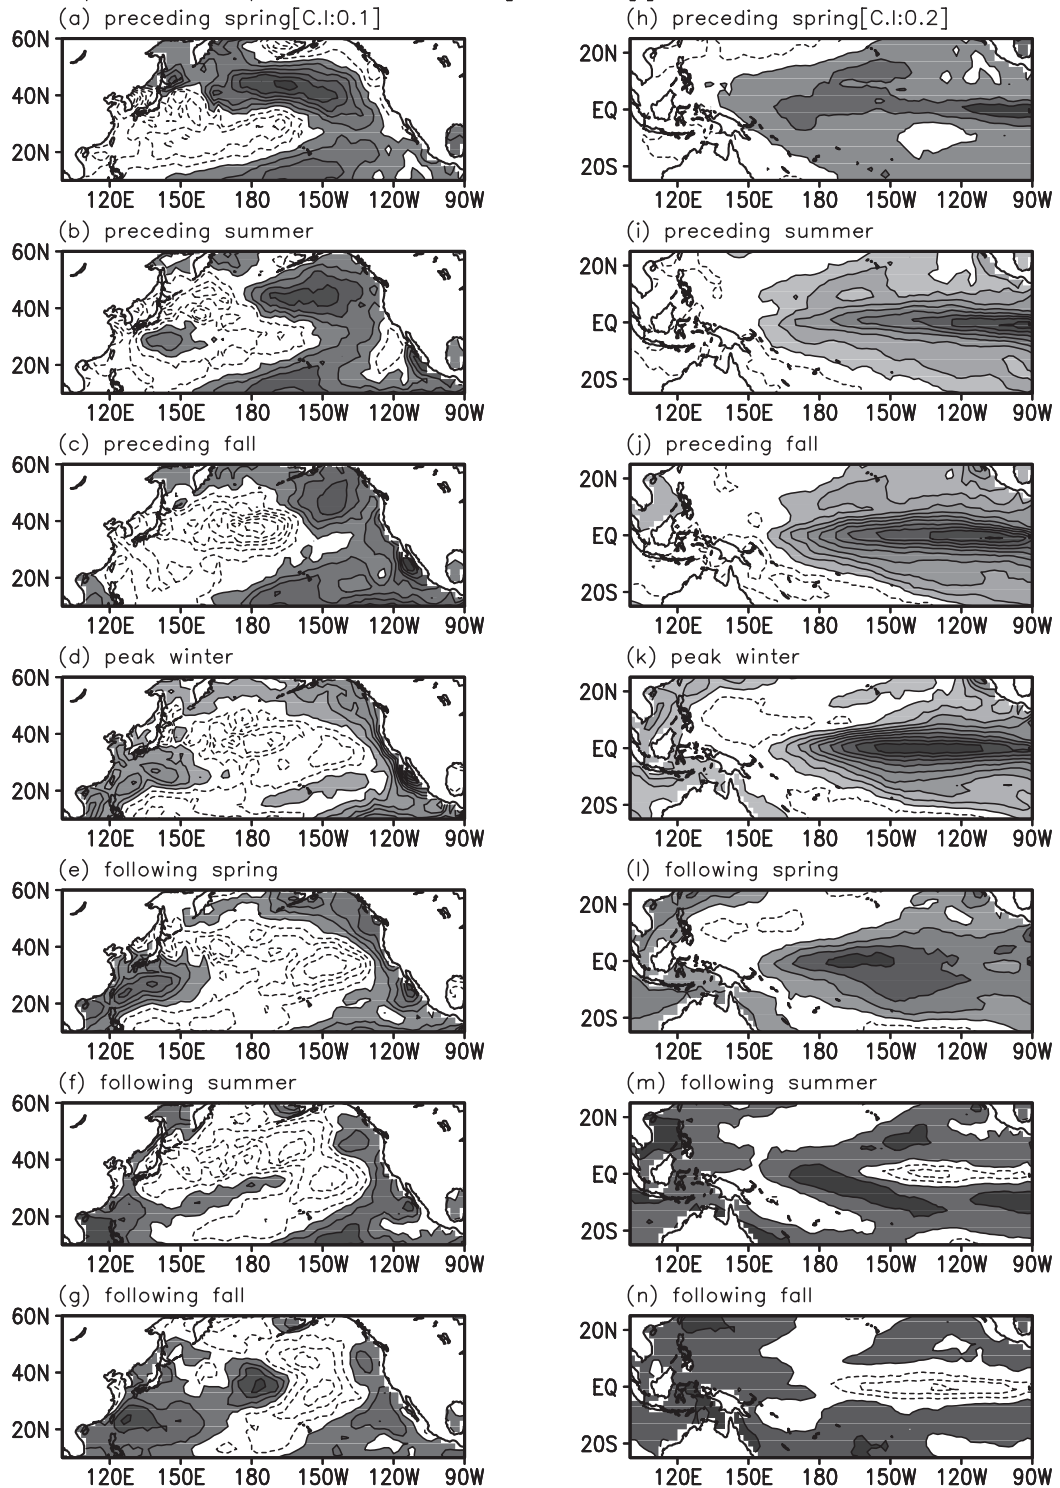 (a) preceding spring[C.I:0.1]
60N
40N
20N
120E 150E 180 150W 120W 90W
(b) preceding summer
60N
40N
20N
120E 150E 180 150W 120W 90W
(c) preceding fall
60N
40N
20N
120E 150E 180 150W 120W 90W
(d) peak winter
60N
40N
20N
120E 150E 180 150W 120W 90W
(e) following spring
60N
40N
20N
120E 150E 180 150W 120W 90W
(f) following summer
60N
40N
20N
120E 150E 180 150W 120W 90W
(g) following fall
60N
40N
20N
120E 150E 180 150W 120W 90W
(h) preceding spring[C.I:0.2]
20N
EQ
20S
120E 150E 180 150W 120W 90W
(i) preceding summer
20N
EQ
20S
120E 150E 180 150W 120W 90W
(j) preceding fall
20N
EQ
20S
120E 150E 180 150W 120W 90W
(k) peak winter
20N
EQ
20S
120E 150E 180 150W 120W 90W
(l) following spring
20N
EQ
20S
120E 150E 180 150W 120W 90W
(m) following summer
20N
EQ
20S
120E 150E 180 150W 120W 90W
(n) following fall
20N
EQ
20S
120E 150E 180 150W 120W 90W